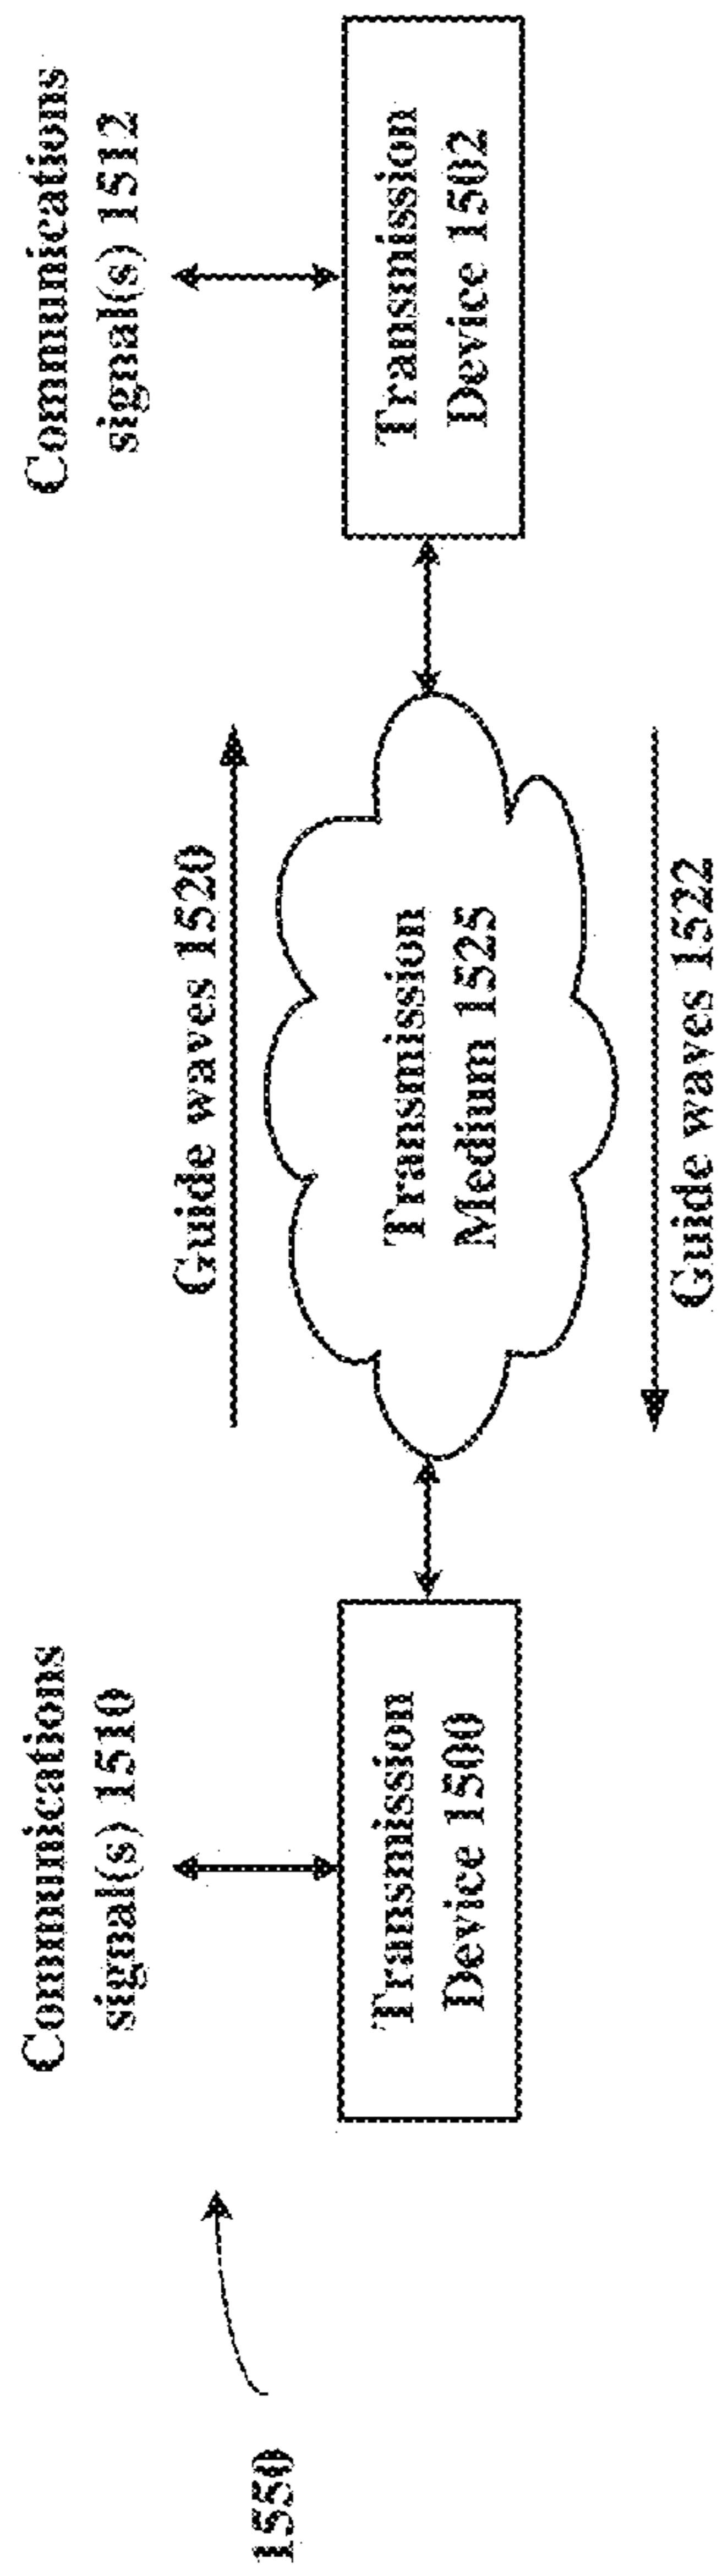 1550
Communications
signal(s) 1510
Transmission
Device 1500
Guide waves 1520
Transmission
Medium 1525
Guide waves 1522
Communications
signal(s) 1512
Transmission
Device 1502